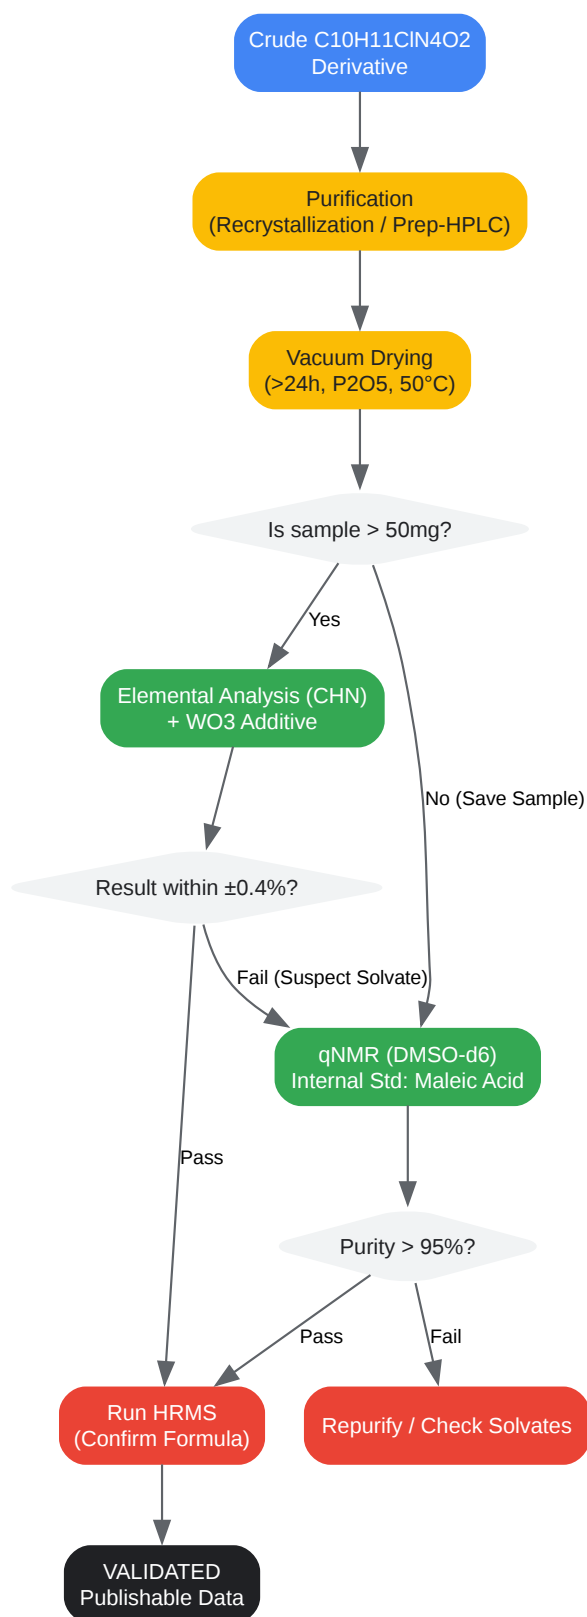 Crude C10H11ClN4O2
Derivative
Purification
(Recrystallization / Prep-HPLC)
Vacuum Drying
(>24h, P2O5, 50°C)
Is sample > 50mg?
Yes
Elemental Analysis (CHN)
+ WO3 Additive
No (Save Sample)
Result within ±0.4%?
Fail (Suspect Solvate)
qNMR (DMSO-d6)
Internal Std: Maleic Acid
Pass
Purity > 95%?
Pass
Fail
Run HRMS
(Confirm Formula)
Repurify / Check Solvates
VALIDATED
Publishable Data